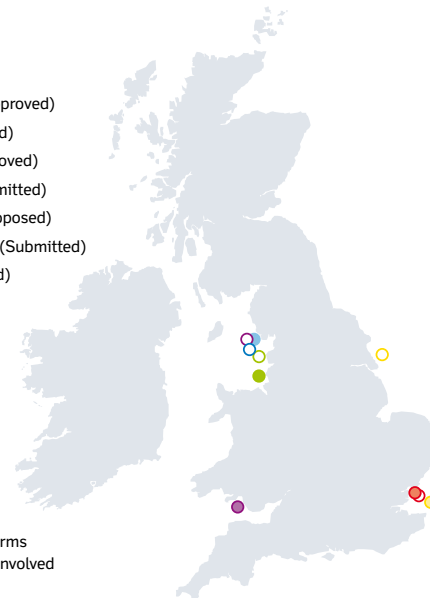 proved)
d)
oved)
mitted)
posed)
(Submitted)
d)
rms
nvolved